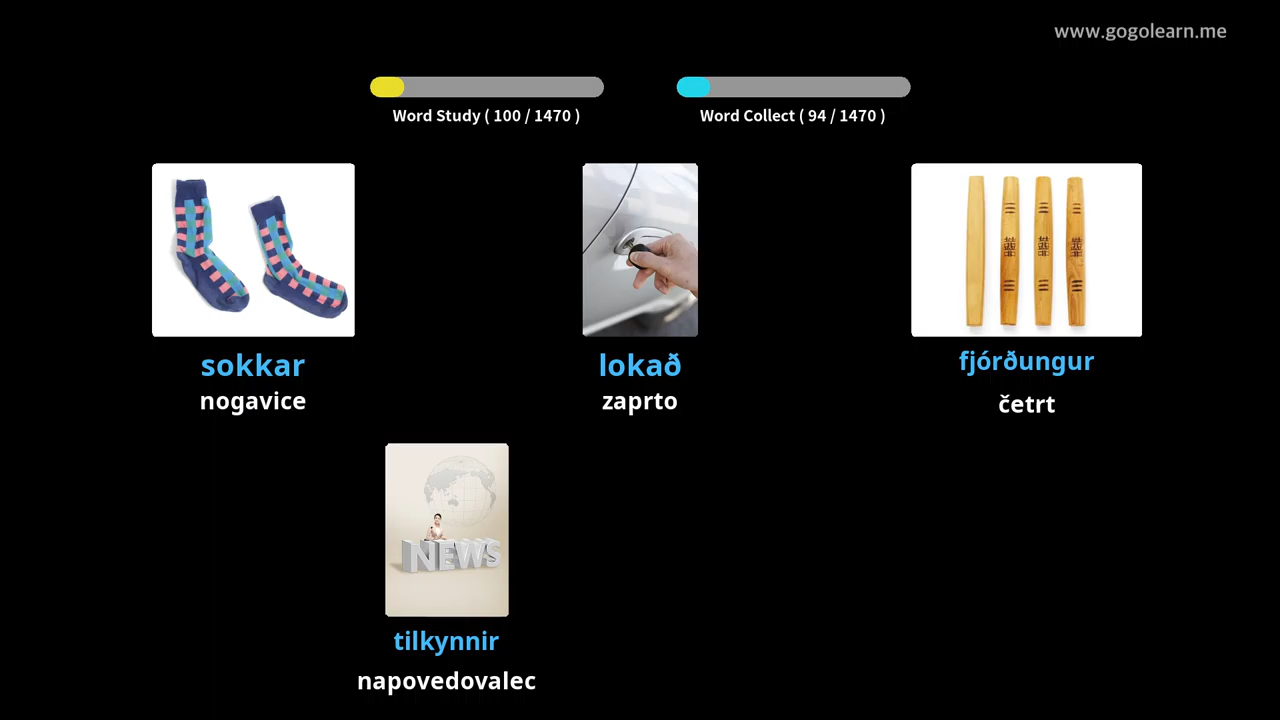 www.gogolearn.me
Word Study ( 100 / 1470 )
Word Collect ( 94 / 1470 )
sokkar
nogavice
lokað
zaprto
fjórðungur
četrt
NEWS
tilkynnir
napovedovalec